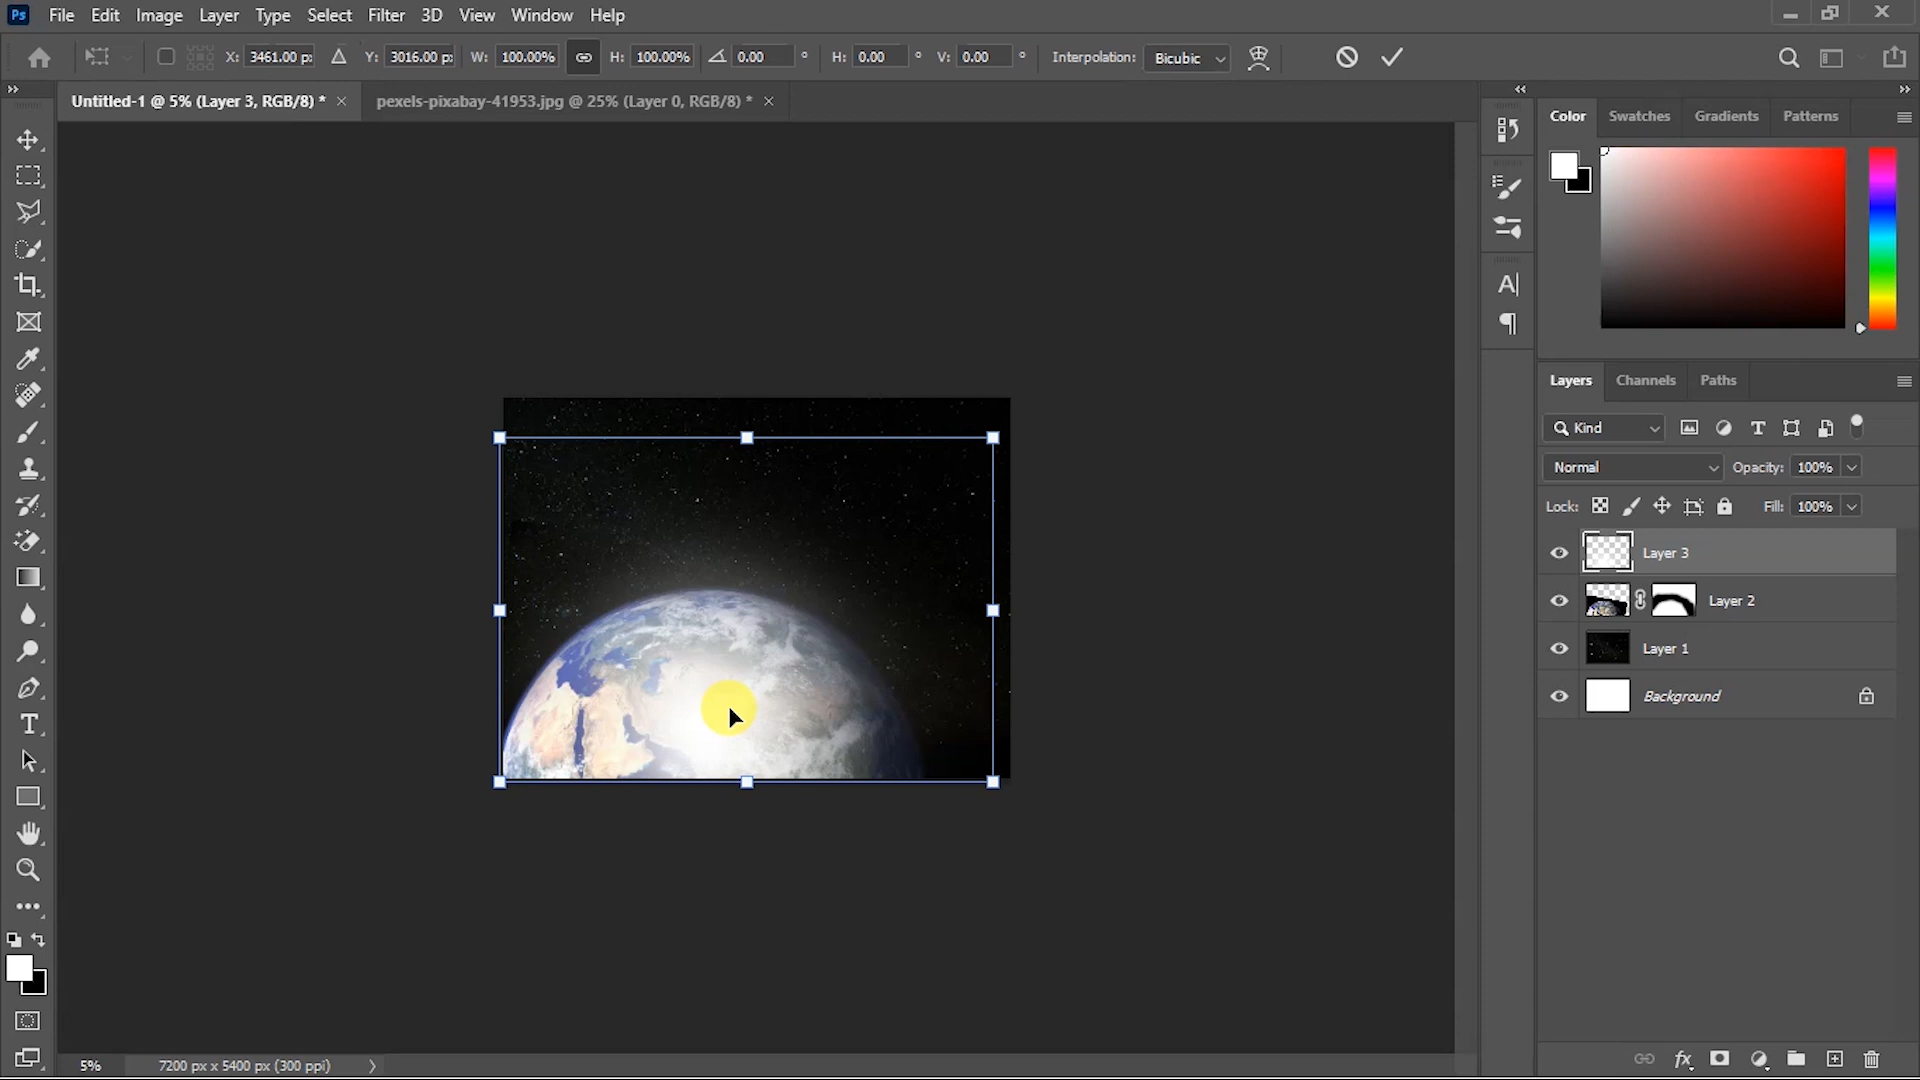 Ps File Edit Image Layer Type Select Filter 3D View Window Help
X: 3461.00 p Y: 3016.00 p W: 100.00% H: 100.00% 0.00 ° H: 0.00 ° V: 0.00 ° Interpolation: Bicubic
Untitled-1 @ 5% (Layer 3, RGB/8) * × pexels-pixabay-41953.jpg @ 25% (Layer 0, RGB/8) * ×
Color Swatches Gradients Patterns
Layers Channels Paths
Kind
Normal Opacity: 100%
Lock: Fill: 100%
Layer 3
Layer 2
Layer 1
Background
5% 7200 px x 5400 px (300 ppi)